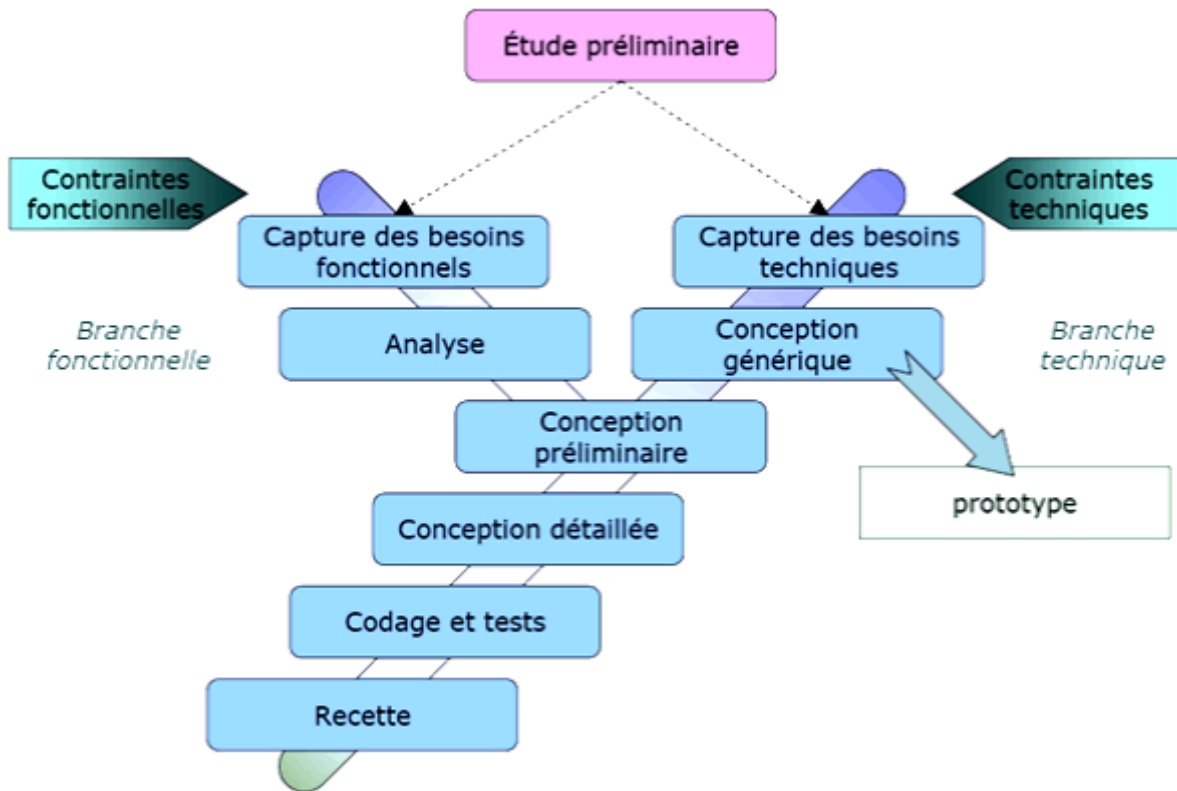 Étude préliminaire
Contraintes
fonctionnelles
Contraintes
techniques
Capture des besoins
fonctionnels
Capture des besoins
techniques
Branche
fonctionnelle
Analyse
Conception
générique
Branche
technique
Conception
préliminaire
prototype
Conception détaillée
Codage et tests
Recette